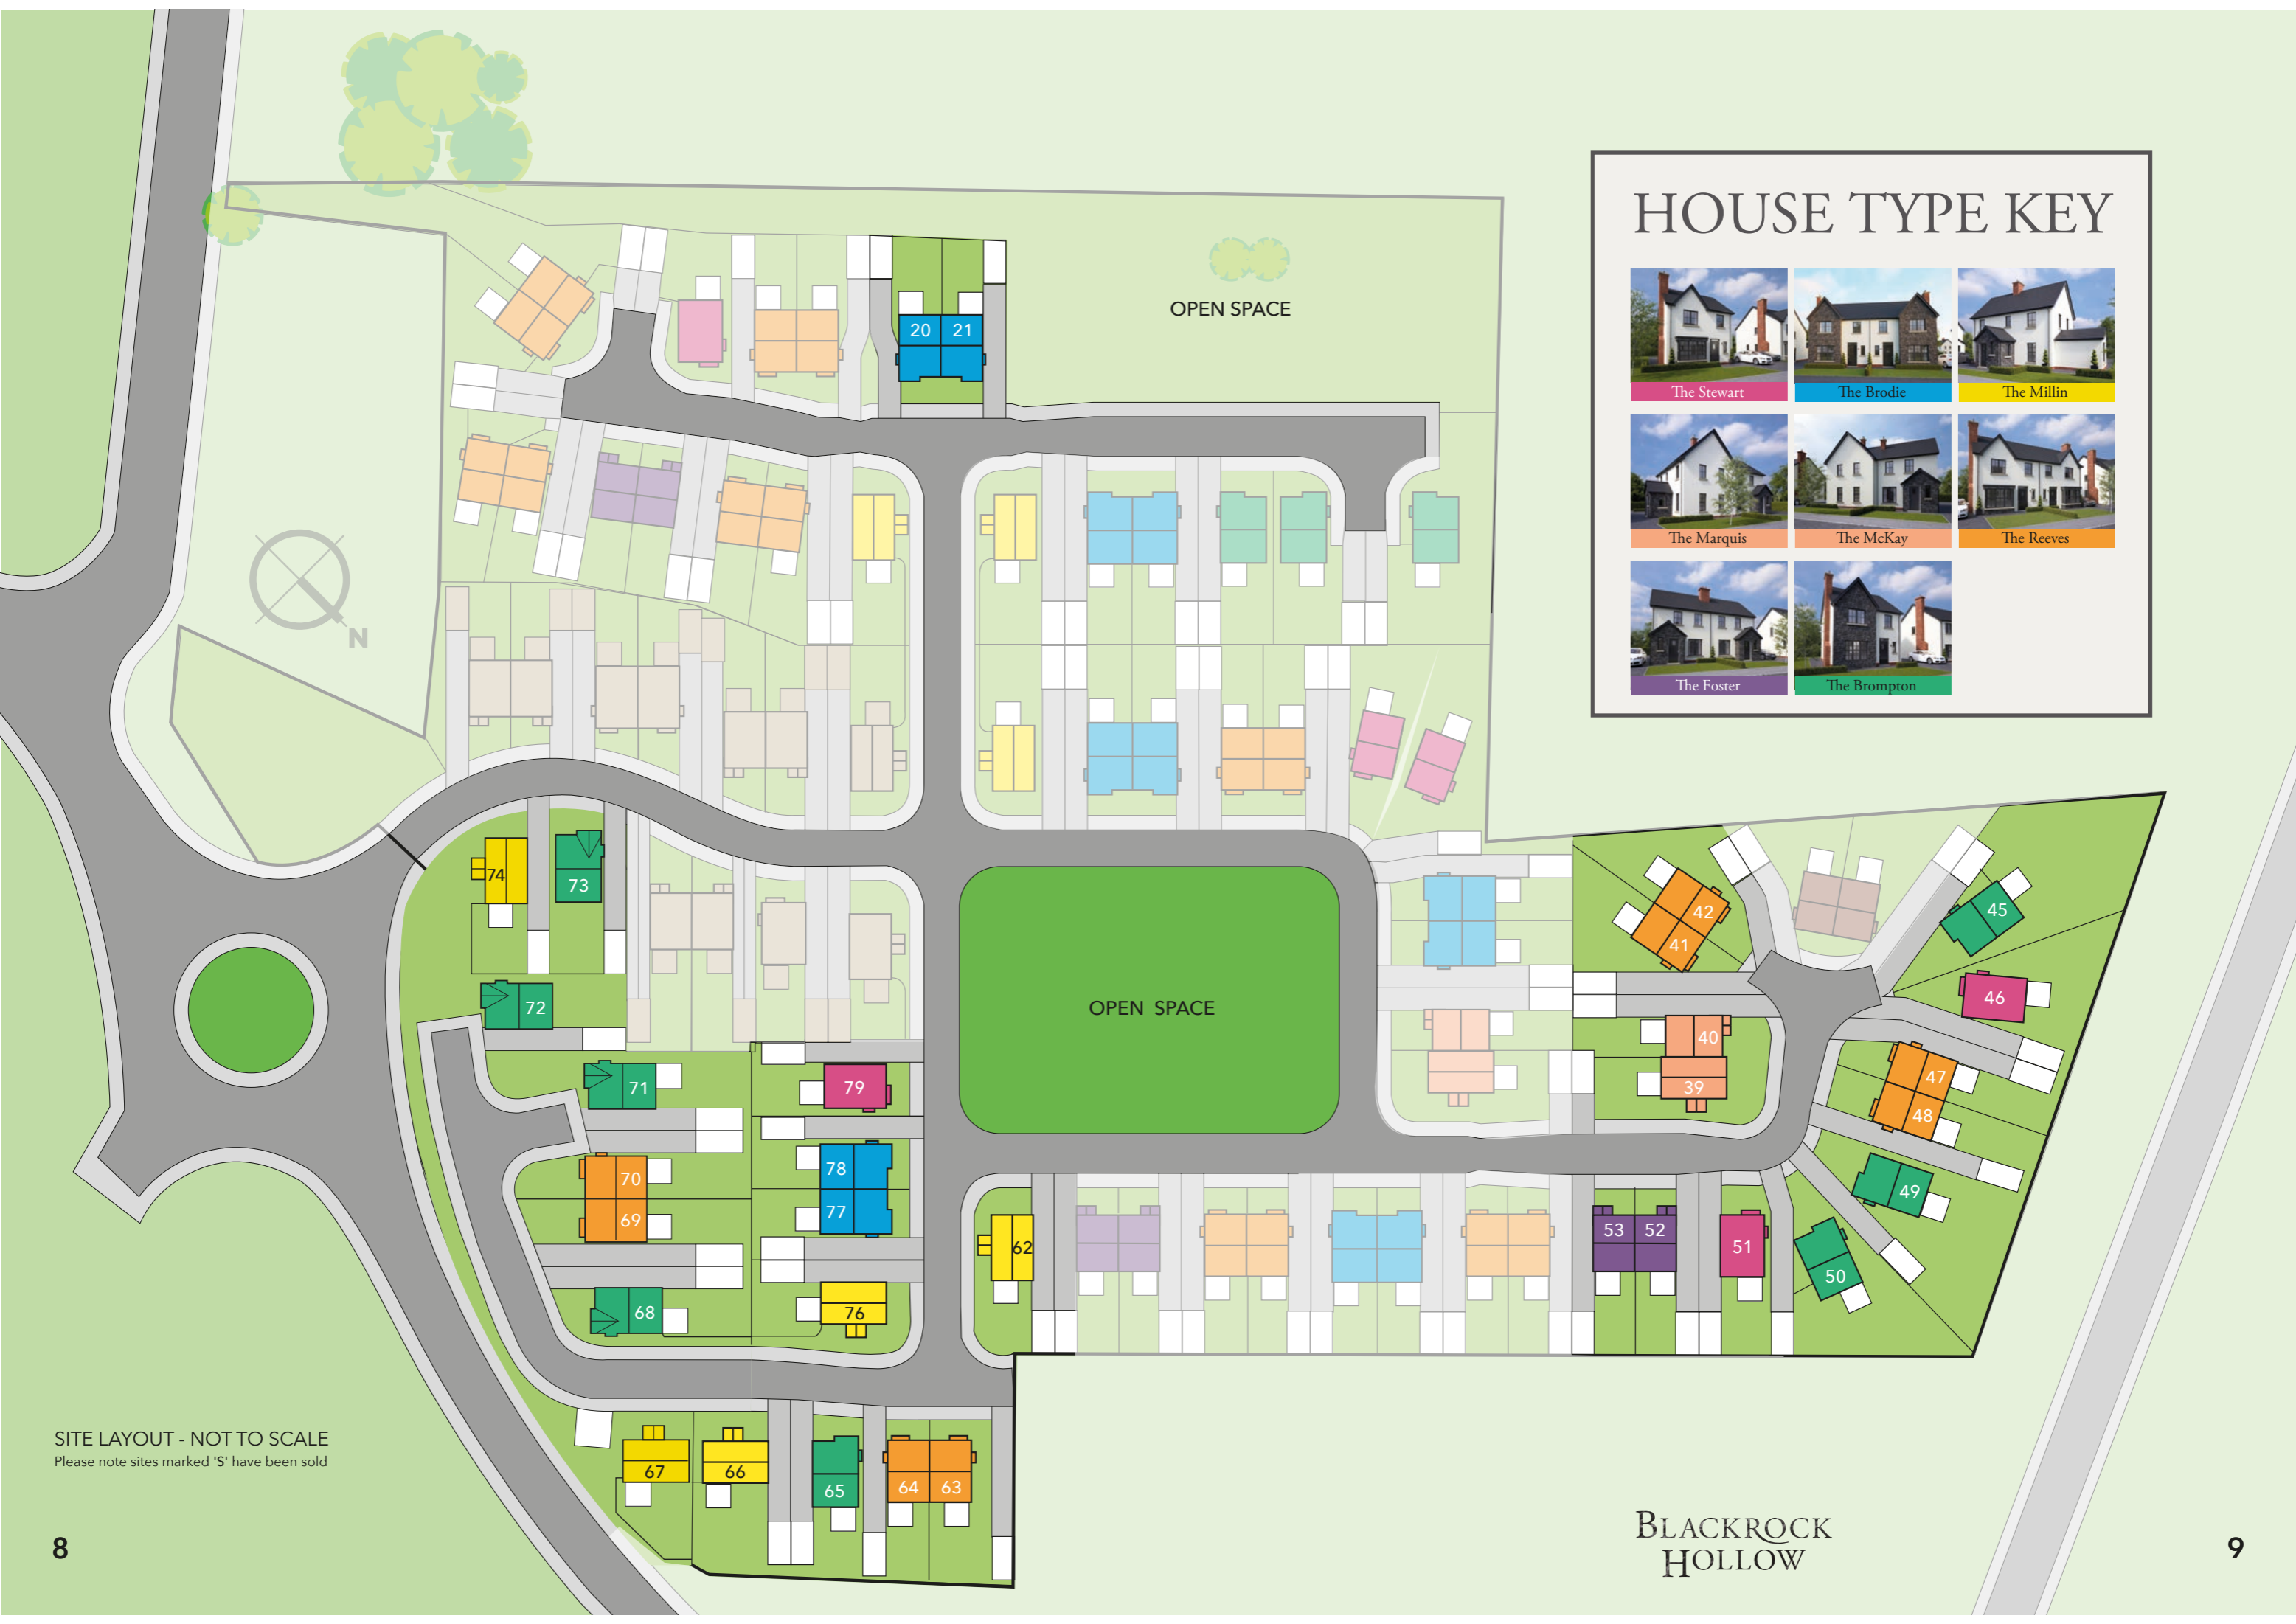 HOUSE TYPE KEY
The Stewart
The Brodie
The Millin
The Marquis
The McKay
The Reeves
The Foster
The Brompton
20 21
OPEN SPACE
N
74
73
72
71
79
70
69
78
77
68
76
OPEN SPACE
62
42
41
40
39
45
46
47
48
49
50
51
53 52
67
66
65
64 63
SITE LAYOUT - NOT TO SCALE
Please note sites marked 'S' have been sold
8
BLACKROCK
HOLLOW
9